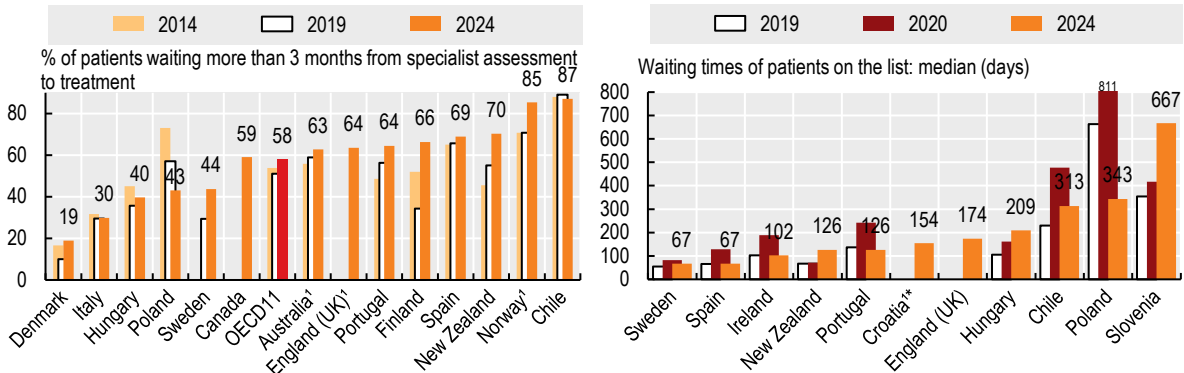 2014 2019 2024
% of patients waiting more than 3 months from specialist assessment
to treatment
80
60
40
20
0
19 30 40 43 44 59 58 63 64 64 66 69 70 85 87
Denmark
Italy
Hungary
Poland
Sweden
Canada
OECD11
Australia¹
England (UK)¹
Portugal
Finland
Spain
New Zealand
Norway¹
Chile
2019 2020 2024
Waiting times of patients on the list: median (days)
800
700
600
500
400
300
200
100
0
67 67 102 126 126 154 174 209 313 811 343 667
Sweden
Spain
Ireland
New Zealand
Portugal
Croatia¹*
England (UK)
Hungary
Chile
Poland
Slovenia